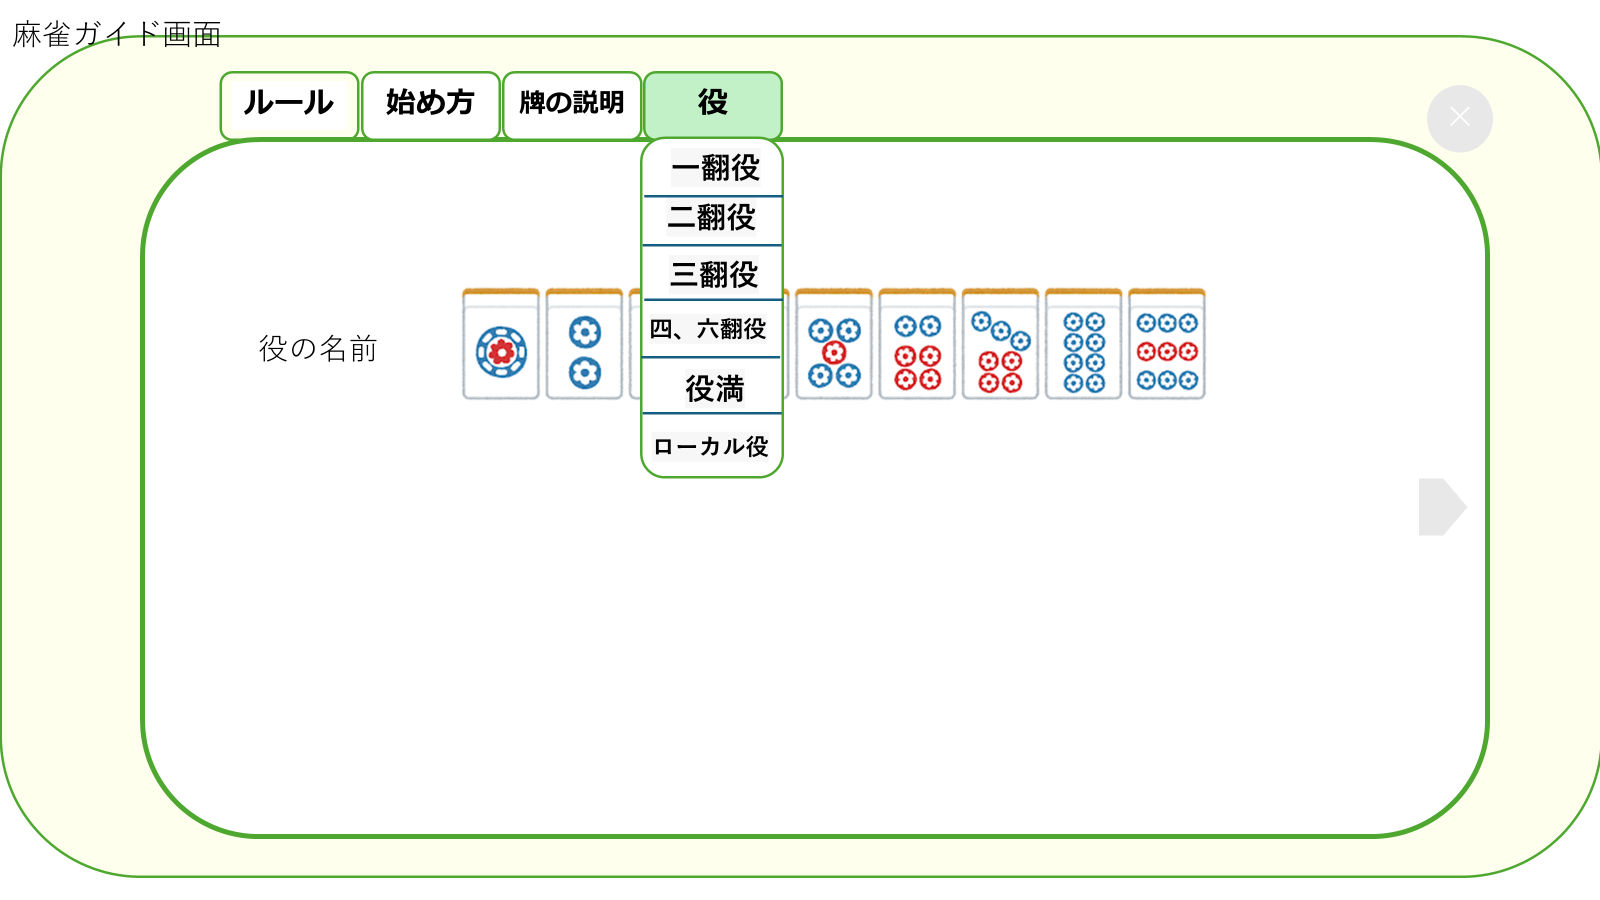 麻雀ガイド画面
ルール
始め方
牌の説明
役
一翻役
二翻役
三翻役
四、六翻役
役満
ローカル役
役の名前